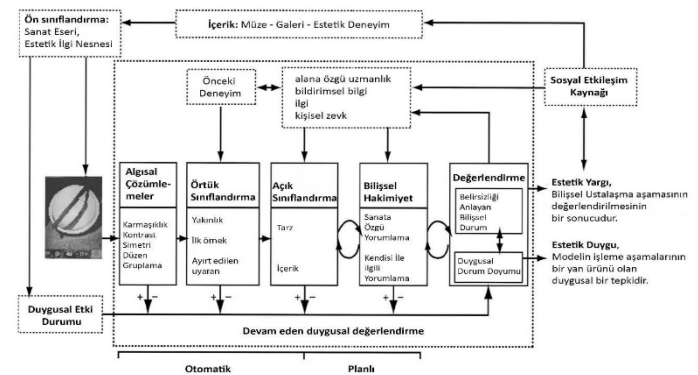 Ön sınıflandırma:
Sanat Eseri,
Estetik İlgi Nesnesi
İçerik: Müze - Galeri - Estetik Deneyim
Sosyal Etkileşim
Kaynağı
Önceki
Deneyim
alana özgü uzmanlık
bildirimsel bilgi
ilgi
kişisel zevk
Algısal
Çözümle-
meler
Karmaşıklık
Kontrast
Simetri
Düzen
Gruplama
Örtük
Sınıflandırma
Yakınlık
İlk örnek
Ayırt edilen
uyaran
Açık
Sınıflandırma
Tarz
İçerik
Bilişsel
Hakimiyet
Sanata
Özgü
Yorumlama
Kendisi İle
ilgili
Yorumlama
Değerlendirme
Belirsizliği
Anlayan
Bilişsel
Durum
Duygusal
Durum Doyumu
Estetik Yargı,
Bilişsel Ustalaşma aşamasının
değerlendirilmesinin
bir sonucudur.
Estetik Duygu,
Modelin işleme aşamalarının
bir yan ürünü olan
duygusal bir tepkidir.
Duygusal Etki
Durumu
+ -
+ -
+ -
+ -
Devam eden duygusal değerlendirme
Otomatik
Planlı